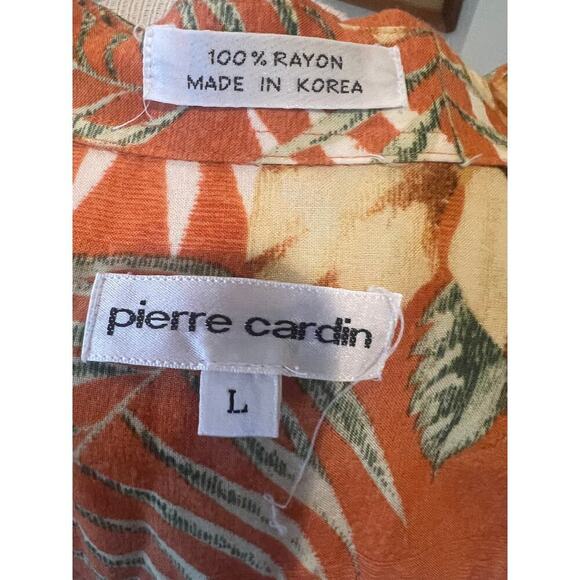 100% RAYON
MADE IN KOREA
pierre cardin
L